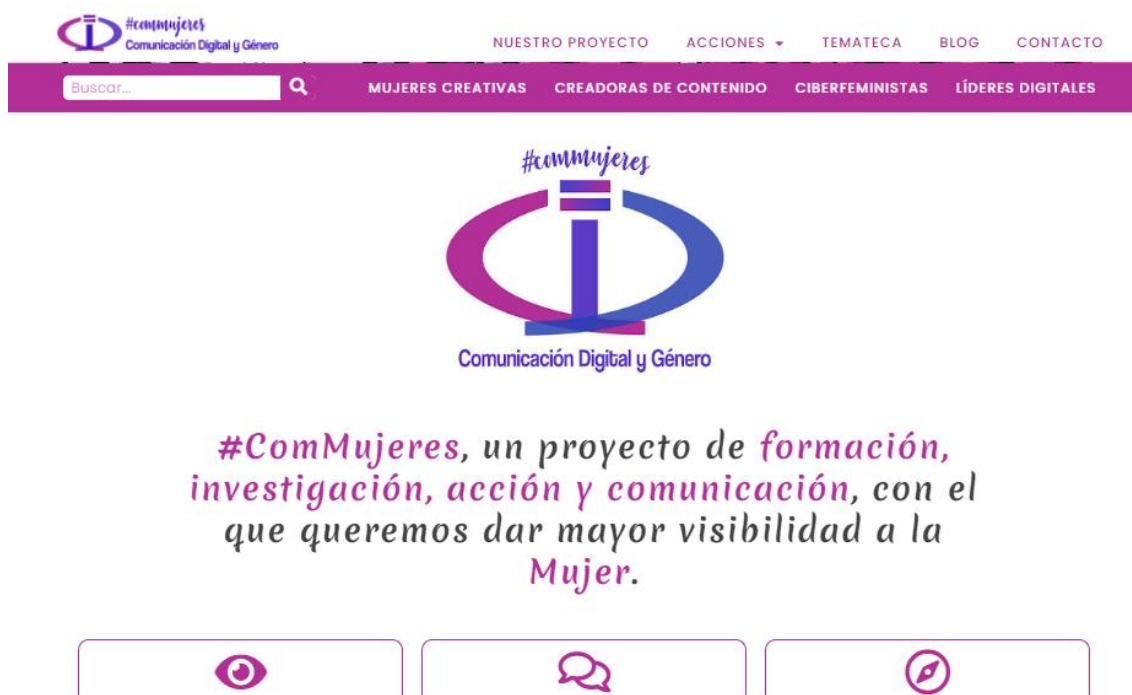 #commujeres
Comunicación Digital y Género
NUESTRO PROYECTO ACCIONES TEMATECA BLOG CONTACTO
Buscar...
MUJERES CREATIVAS CREADORAS DE CONTENIDO CIBERFEMINISTAS LÍDERES DIGITALES
#commujeres
Comunicación Digital y Género
#ComMujeres, un proyecto de formación,
investigación, acción y comunicación, con el
que queremos dar mayor visibilidad a la
Mujer.